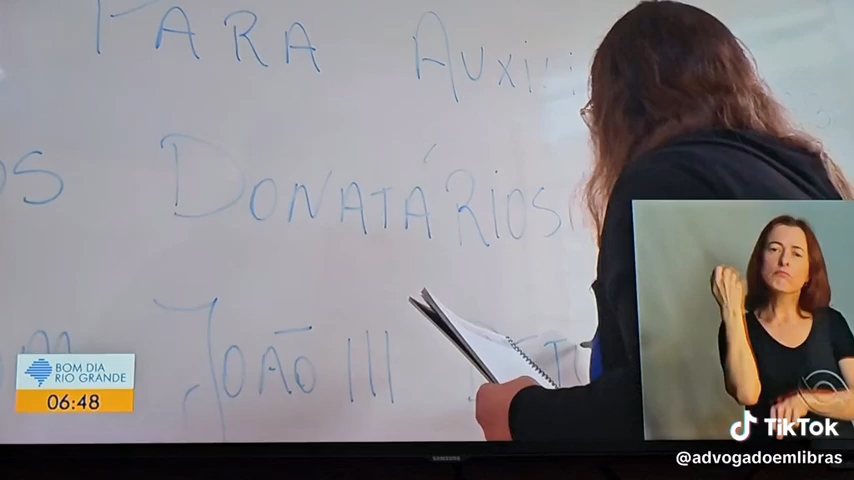 PARA AUXI
OS DONATÁRIOS
JOÃO III
BOM DIA
RIO GRANDE
06:48
SAMSUNG
TikTok
@advogadoemlibras